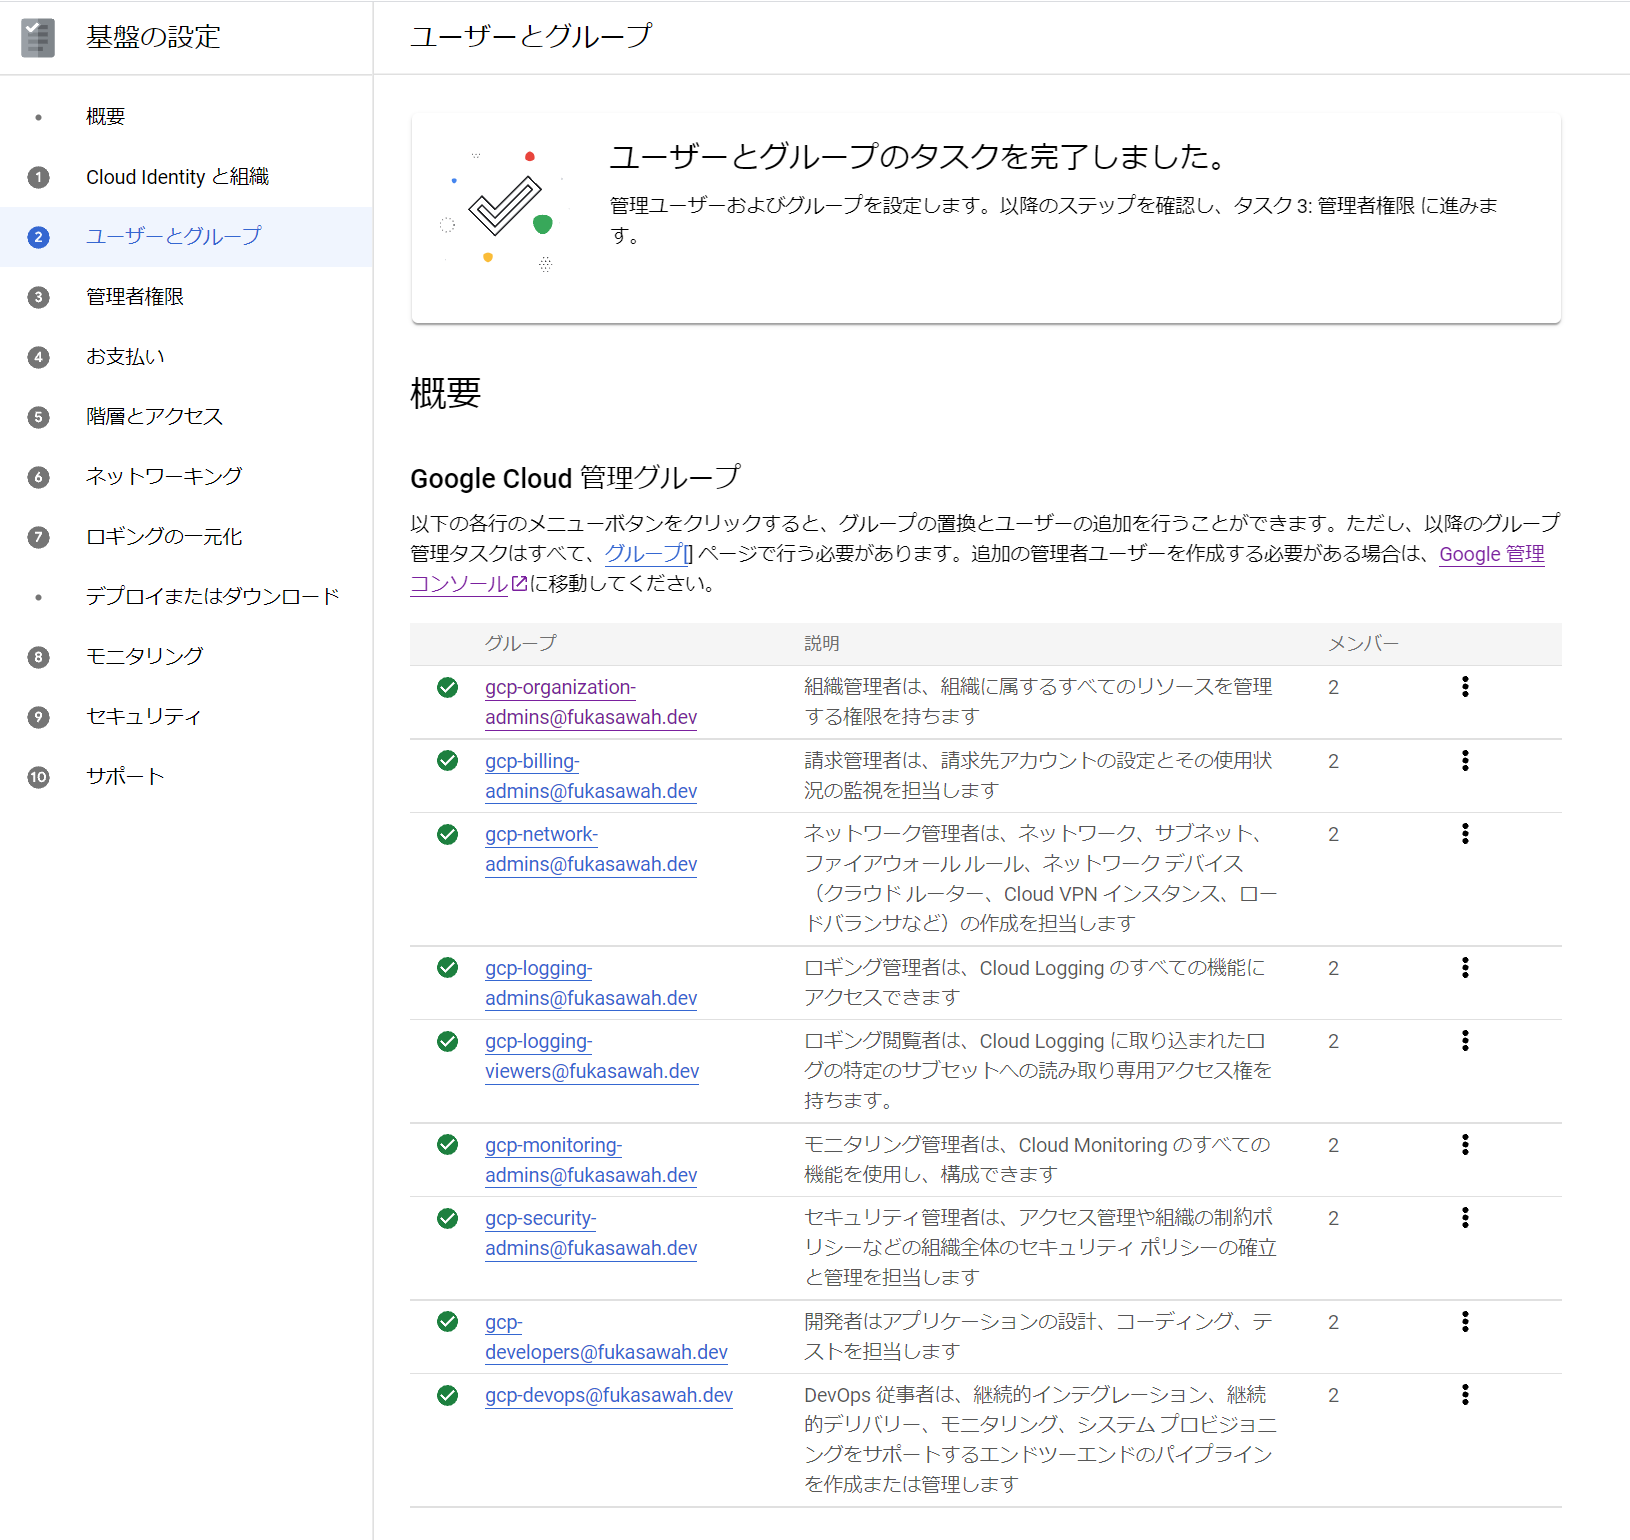 基盤の設定
概要
1 Cloud Identity と組織
2 ユーザーとグループ
3 管理者権限
4 お支払い
5 階層とアクセス
6 ネットワーキング
7 ロギングの一元化
デプロイまたはダウンロード
8 モニタリング
9 セキュリティ
10 サポート
ユーザーとグループ
ユーザーとグループのタスクを完了しました。
管理ユーザーおよびグループを設定します。以降のステップを確認し、タスク 3: 管理者権限 に進みま
す。
概要
Google Cloud 管理グループ
以下の各行のメニューボタンをクリックすると、グループの置換とユーザーの追加を行うことができます。ただし、以降のグループ
管理タスクはすべて、グループ[] ページで行う必要があります。追加の管理者ユーザーを作成する必要がある場合は、Google 管理
コンソールに移動してください。
グループ 説明 メンバー
gcp-organization-
admins@fukasawah.dev
組織管理者は、組織に属するすべてのリソースを管理
する権限を持ちます
2
gcp-billing-
admins@fukasawah.dev
請求管理者は、請求先アカウントの設定とその使用状
況の監視を担当します
2
gcp-network-
admins@fukasawah.dev
ネットワーク管理者は、ネットワーク、サブネット、
ファイアウォール ルール、ネットワーク デバイス
（クラウド ルーター、Cloud VPN インスタンス、ロー
ドバランサなど）の作成を担当します
2
gcp-logging-
admins@fukasawah.dev
ロギング管理者は、Cloud Logging のすべての機能に
アクセスできます
2
gcp-logging-
viewers@fukasawah.dev
ロギング閲覧者は、Cloud Logging に取り込まれたロ
グの特定のサブセットへの読み取り専用アクセス権を
持ちます。
2
gcp-monitoring-
admins@fukasawah.dev
モニタリング管理者は、Cloud Monitoring のすべての
機能を使用し、構成できます
2
gcp-security-
admins@fukasawah.dev
セキュリティ管理者は、アクセス管理や組織の制約ポ
リシーなどの組織全体のセキュリティ ポリシーの確立
と管理を担当します
2
gcp-
developers@fukasawah.dev
開発者はアプリケーションの設計、コーディング、テ
ストを担当します
2
gcp-devops@fukasawah.dev
DevOps 従事者は、継続的インテグレーション、継続
的デリバリー、モニタリング、システム プロビジョニ
ングをサポートするエンドツーエンドのパイプライン
を作成または管理します
2